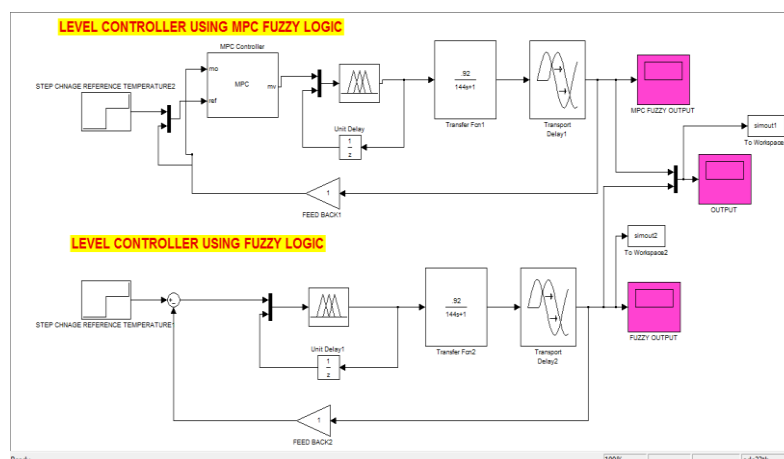 LEVEL CONTROLLER USING MPC FUZZY LOGIC
MPC Controller
STEP CHNAGE REFERENCE TEMPERATURE2
mo
MPC
mv
ref
.92
144s+1
Transfer Fcn1
Transport
Delay1
MPC FUZZY OUTPUT
Unit Delay
1
z
simout1
To Workspace
1
FEED BACK1
OUTPUT
LEVEL CONTROLLER USING FUZZY LOGIC
simout2
To Workspace2
STEP CHNAGE REFERENCE TEMPERATURE1
.92
144s+1
Transfer Fcn2
Transport
Delay2
FUZZY OUTPUT
Unit Delay1
1
z
1
FEED BACK2
100%